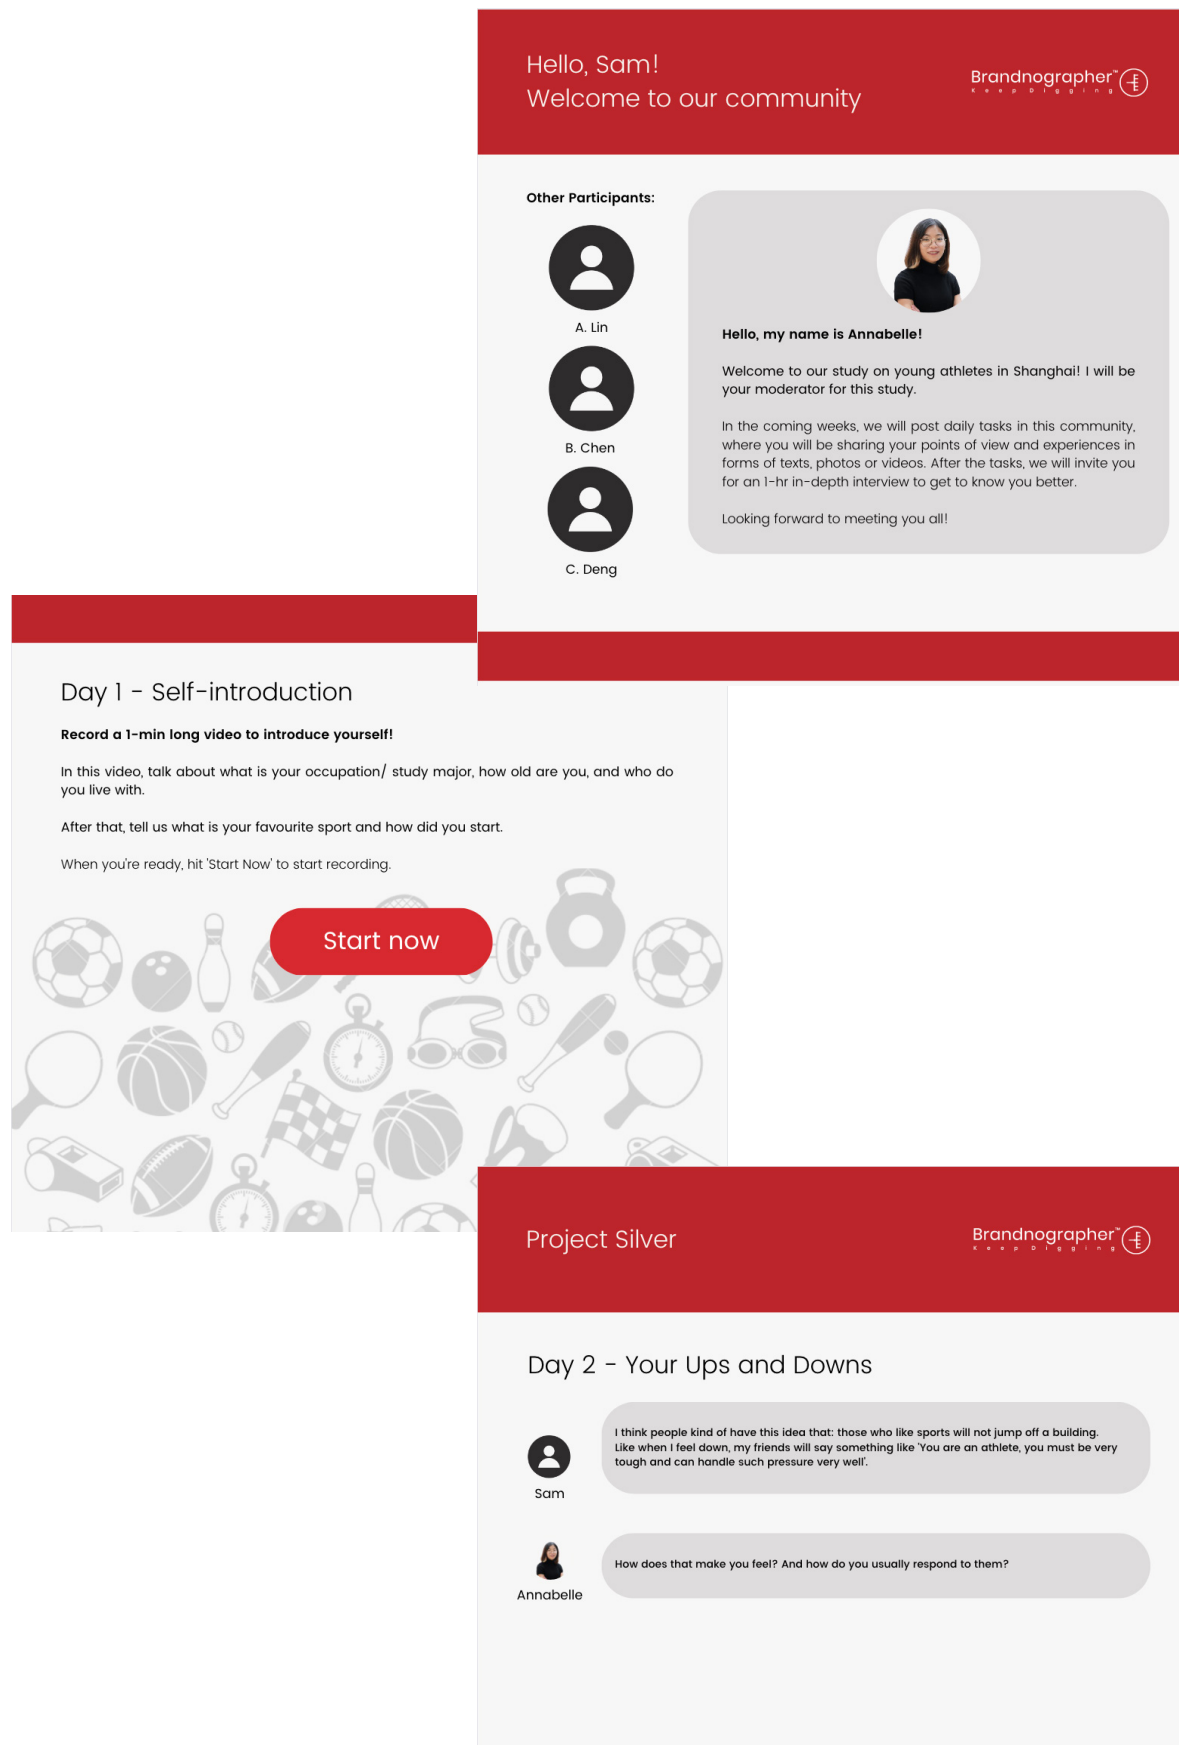 Hello, Sam!
Welcome to our community
Brandnographer™
Keep Digging
Other Participants:
A. Lin
B. Chen
C. Deng
Hello, my name is Annabelle!
Welcome to our study on young athletes in Shanghai! I will be
your moderator for this study.
In the coming weeks, we will post daily tasks in this community,
where you will be sharing your points of view and experiences in
forms of texts, photos or videos. After the tasks, we will invite you
for an 1-hr in-depth interview to get to know you better.
Looking forward to meeting you all!
Day 1 - Self-introduction
Record a 1-min long video to introduce yourself!
In this video, talk about what is your occupation/ study major, how old are you, and who do
you live with.
After that, tell us what is your favourite sport and how did you start.
When you're ready, hit 'Start Now' to start recording.
Start now
Project Silver
Brandnographer™
Keep Digging
Day 2 - Your Ups and Downs
I think people kind of have this idea that: those who like sports will not jump off a building.
Like when I feel down, my friends will say something like 'You are an athlete, you must be very
tough and can handle such pressure very well'.
Sam
How does that make you feel? And how do you usually respond to them?
Annabelle